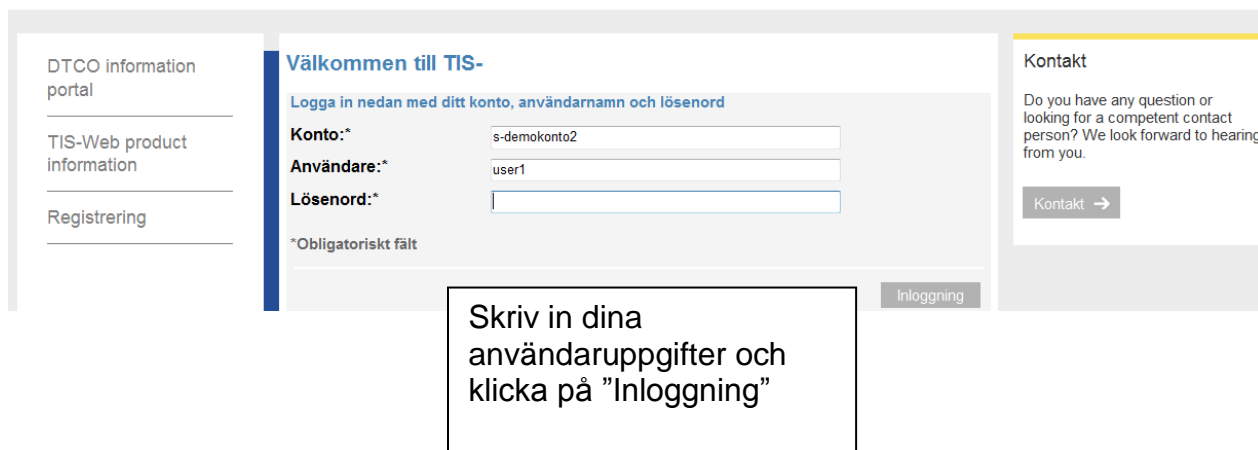 DTCO information
portal
TIS-Web product
information
Registrering
Välkommen till TIS-
Logga in nedan med ditt konto, användarnamn och lösenord
Konto:*
s-demokonto2
Användare:*
user1
Lösenord:*
*Obligatoriskt fält
Inloggning
Kontakt
Do you have any question or
looking for a competent contact
person? We look forward to hearing
from you.
Kontakt →
Skriv in dina
användaruppgifter och
klicka på ”Inloggning”